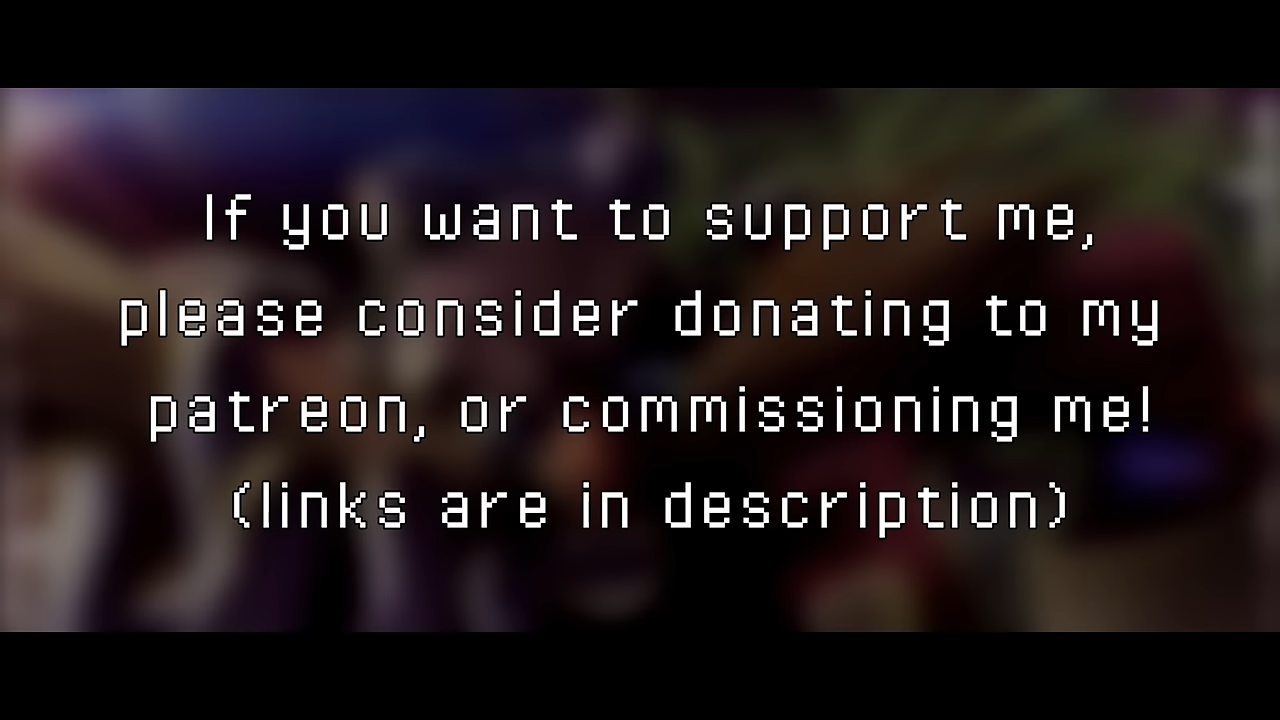 If you want to support me,
please consider donating to my
patreon, or commissioning me!
(links are in description)